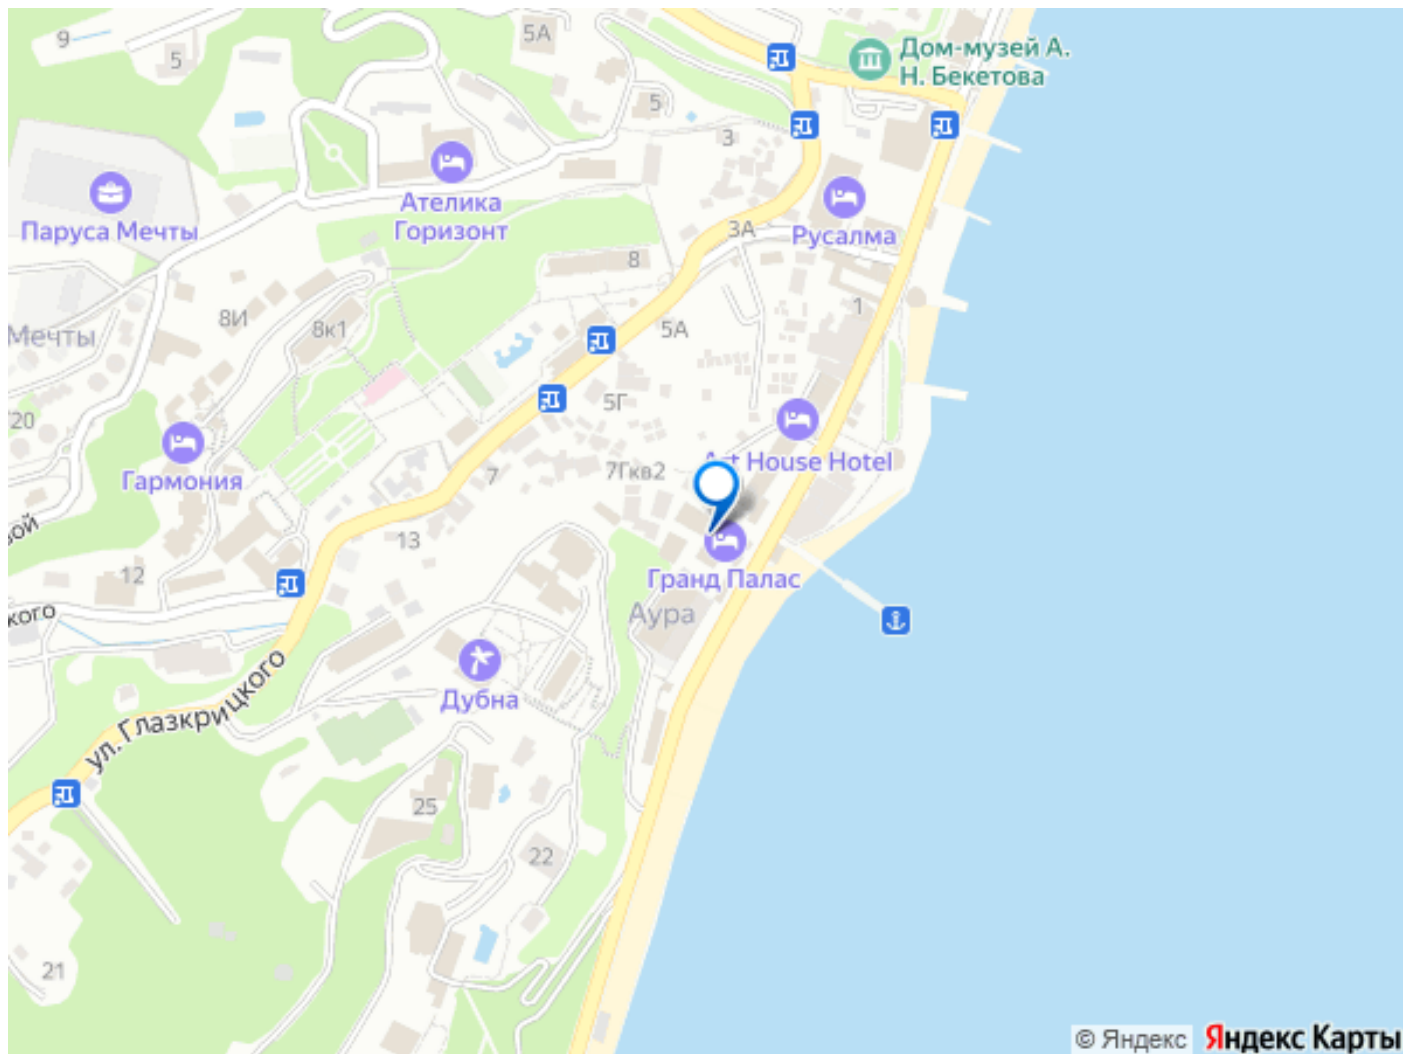 9
5
5А
Дом-музей А.
Н. Бекетова
5
3
Ателика
Горизонт
Паруса Мечты
3А
Русалма
8
8И
8к1
Мечты
5А
1
20
5Г
Гармония
7
7Гкв2
Art House Hotel
вой
13
12
Гранд Палас
кого
Аура
Дубна
ул. Глазкрицкого
25
22
21
© Яндекс Яндекс Карты